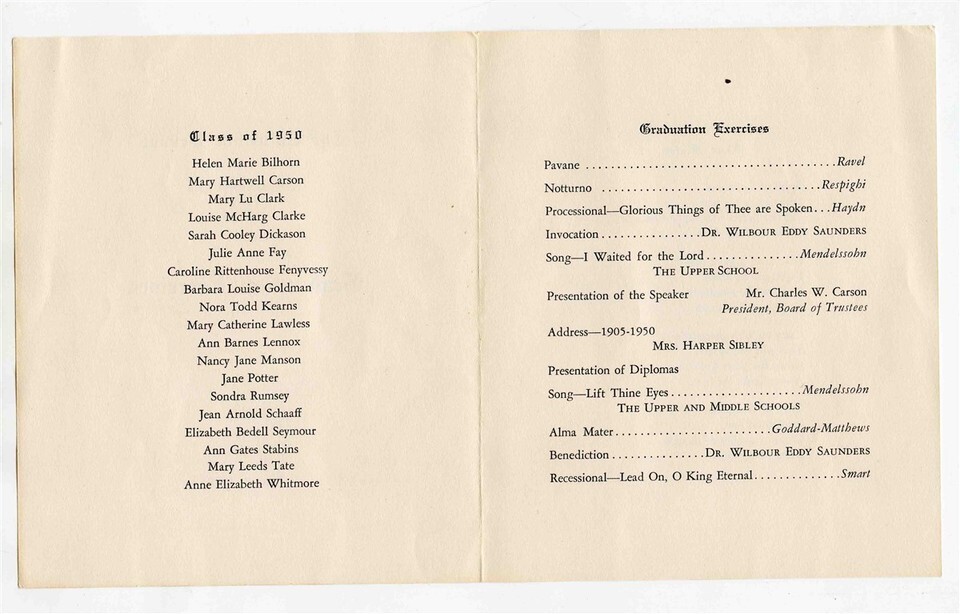 Class of 1950
Helen Marie Bilhorn
Mary Hartwell Carson
Mary Lu Clark
Louise McHarg Clarke
Sarah Cooley Dickason
Julie Anne Fay
Caroline Rittenhouse Fenyvessy
Barbara Louise Goldman
Nora Todd Kearns
Mary Catherine Lawless
Ann Barnes Lennox
Nancy Jane Manson
Jane Potter
Sondra Rumsey
Jean Arnold Schaaff
Elizabeth Bedell Seymour
Ann Gates Stabins
Mary Leeds Tate
Anne Elizabeth Whitmore
Graduation Exercises
Pavane ........................................Ravel
Notturno ...................................Respighi
Processional—Glorious Things of Thee are Spoken...Haydn
Invocation................DR. WILBOUR EDDY SAUNDERS
Song—I Waited for the Lord...............Mendelssohn
THE UPPER SCHOOL
Presentation of the Speaker Mr. Charles W. Carson
President, Board of Trustees
Address—1905-1950
MRS. HARPER SIBLEY
Presentation of Diplomas
Song—Lift Thine Eyes.....................Mendelssohn
THE UPPER AND MIDDLE SCHOOLS
Alma Mater.........................Goddard-Matthews
Benediction...............DR. WILBOUR EDDY SAUNDERS
Recessional—Lead On, O King Eternal..............Smart